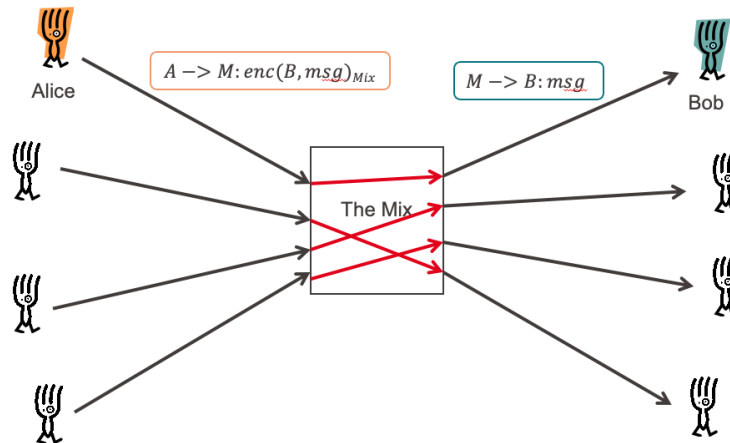 A −> M: enc(B, msg)Mix
M −> B: msg
Alice
Bob
The Mix